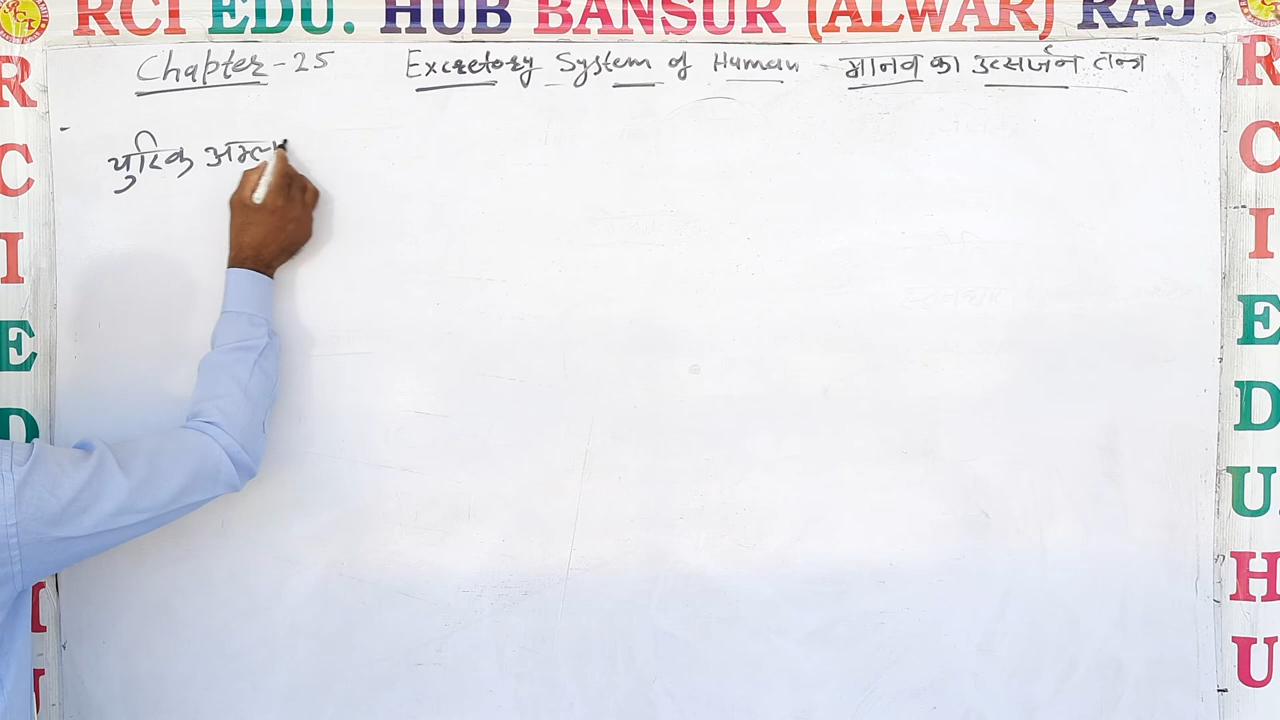 RCI EDU. HUB BANSUR (ALWAR) RAJ.
Chapter-25 Excretory System of Human - मानव का उत्सर्जन तन्त्र
युरिक अम्ल
R
C
I
E
D
R
C
I
E
D
U.
H
U